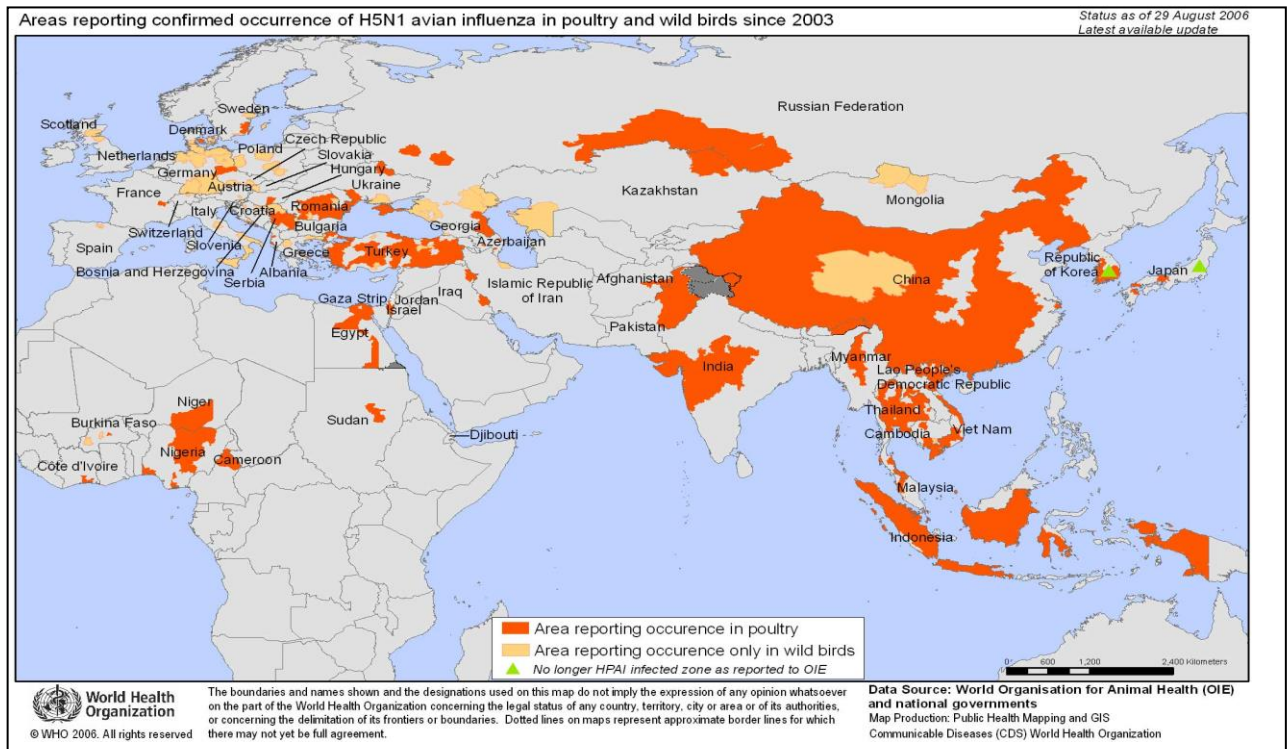 Areas reporting confirmed occurrence of H5N1 avian influenza in poultry and wild birds since 2003
Status as of 29 August 2006
Latest available update
Russian Federation
Sweden
Scotland
Denmark
Czech Republic
Netherlands
Poland
Slovakia
Germany
Hungary
Austria
Ukraine
France
Kazakhstan
Mongolia
Italy
Croatia
Romania
Switzerland
Bulgaria
Georgia
Spain
Slovenia
Greece
Turkey
Azerbaijan
Bosnia and Herzegovina
Albania
Serbia
Republic
of Korea
Japan
China
Afghanistan
Islamic Republic
of Iran
Iraq
Gaza Strip
Jordan
Israel
Egypt
Pakistan
India
Myanmar
Lao People's
Democratic Republic
Niger
Burkina Faso
Sudan
Thailand
Djibouti
Cambodia
Viet Nam
Nigeria
Cameroon
Côte d'Ivoire
Malaysia
Indonesia
Area reporting occurence in poultry
Area reporting occurence only in wild birds
No longer HPAI infected zone as reported to OIE
0 600 1,200 2,400 Kilometers
World Health
Organization
© WHO 2006. All rights reserved
The boundaries and names shown and the designations used on this map do not imply the expression of any opinion whatsoever
on the part of the World Health Organization concerning the legal status of any country, territory, city or area or of its authorities,
or concerning the delimitation of its frontiers or boundaries. Dotted lines on maps represent approximate border lines for which
there may not yet be full agreement.
Data Source: World Organisation for Animal Health (OIE)
and national governments
Map Production: Public Health Mapping and GIS
Communicable Diseases (CDS) World Health Organization